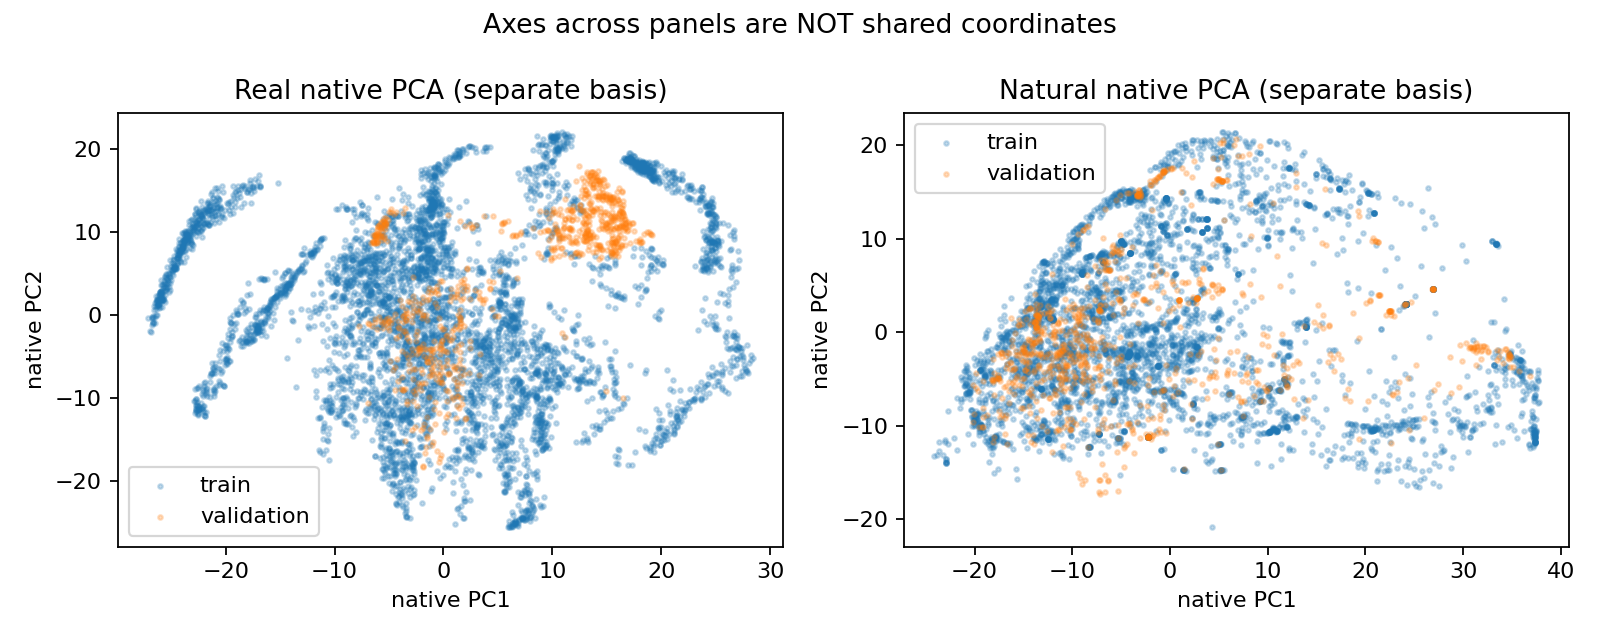 Axes across panels are NOT shared coordinates
Real native PCA (separate basis)
20
10
0
−10
−20
native PC2
train
validation
−20
−10
0
10
20
30
native PC1
Natural native PCA (separate basis)
train
validation
20
10
0
−10
−20
native PC2
−20
−10
0
10
20
30
40
native PC1